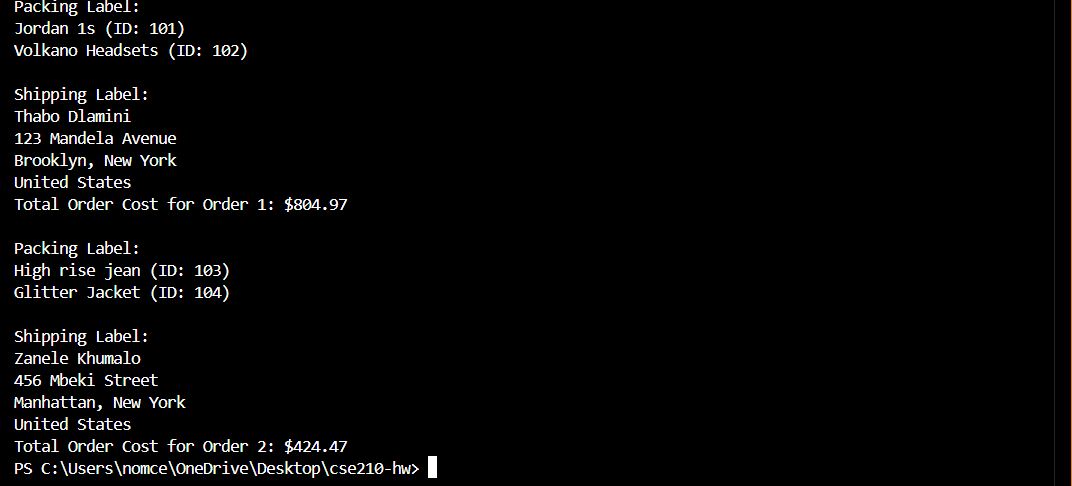 Packing Label:
Jordan 1s (ID: 101)
Volkano Headsets (ID: 102)
Shipping Label:
Thabo Dlamini
123 Mandela Avenue
Brooklyn, New York
United States
Total Order Cost for Order 1: $804.97
Packing Label:
High rise jean (ID: 103)
Glitter Jacket (ID: 104)
Shipping Label:
Zanele Khumalo
456 Mbeki Street
Manhattan, New York
United States
Total Order Cost for Order 2: $424.47
PS C:\Users\nomce\OneDrive\Desktop\cse210-hw>